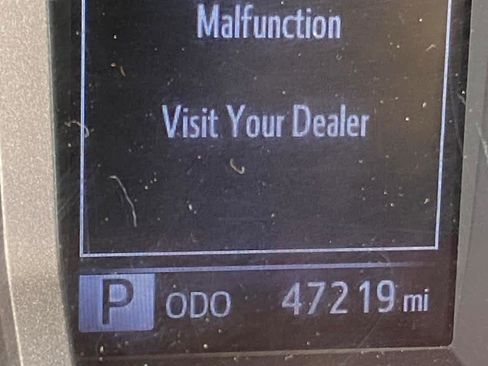 Malfunction
Visit Your Dealer
P ODO 47219 mi